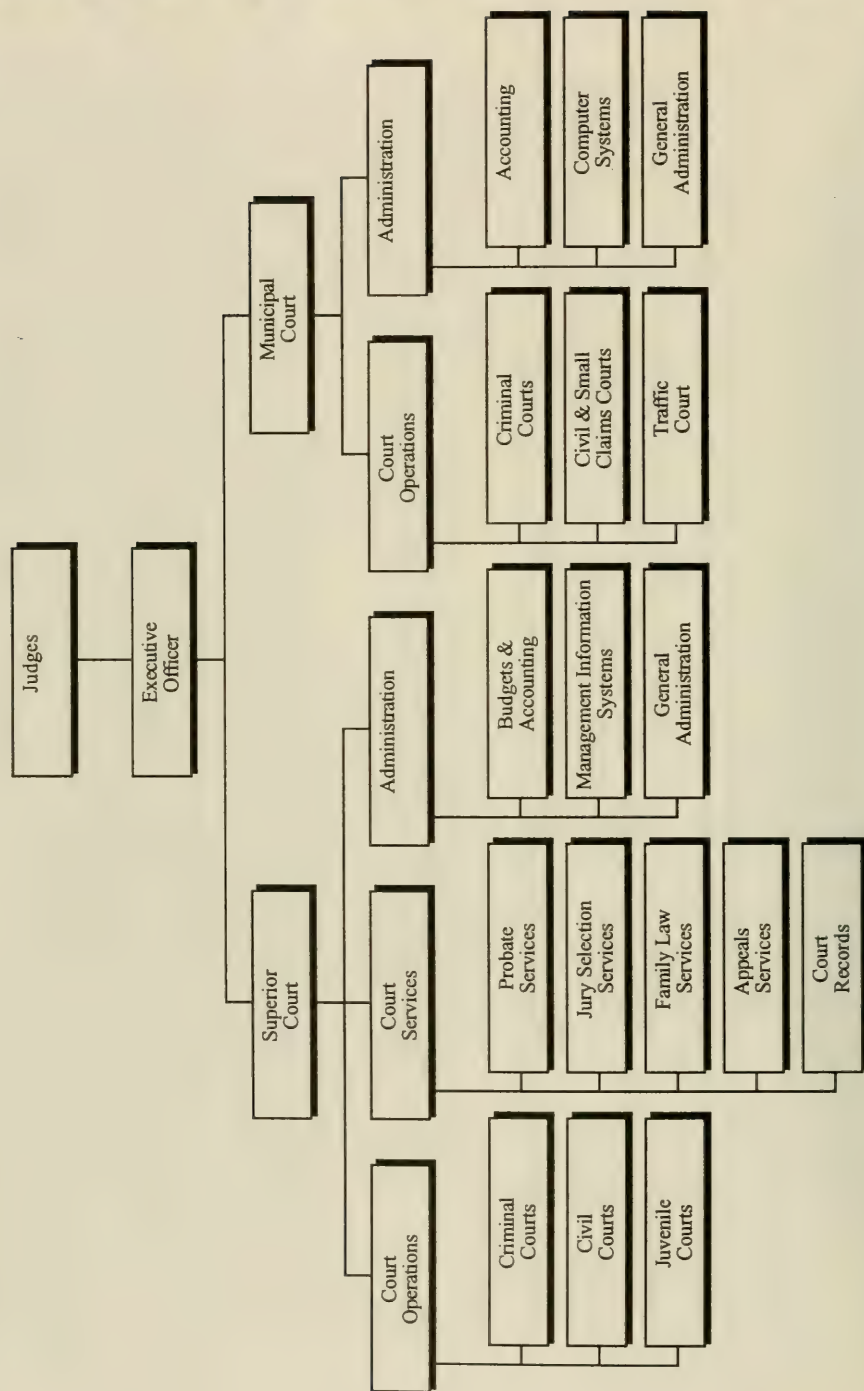 Judges
Executive
Officer
Superior
Court
Municipal
Court
Court
Operations
Court
Services
Administration
Court
Operations
Administration
Criminal
Courts
Civil
Courts
Juvenile
Courts
Probate
Services
Jury Selection
Services
Family Law
Services
Appeals
Services
Court
Records
Budgets &
Accounting
Management Information
Systems
General
Administration
Criminal
Courts
Civil & Small
Claims Courts
Traffic
Court
Accounting
Computer
Systems
General
Administration